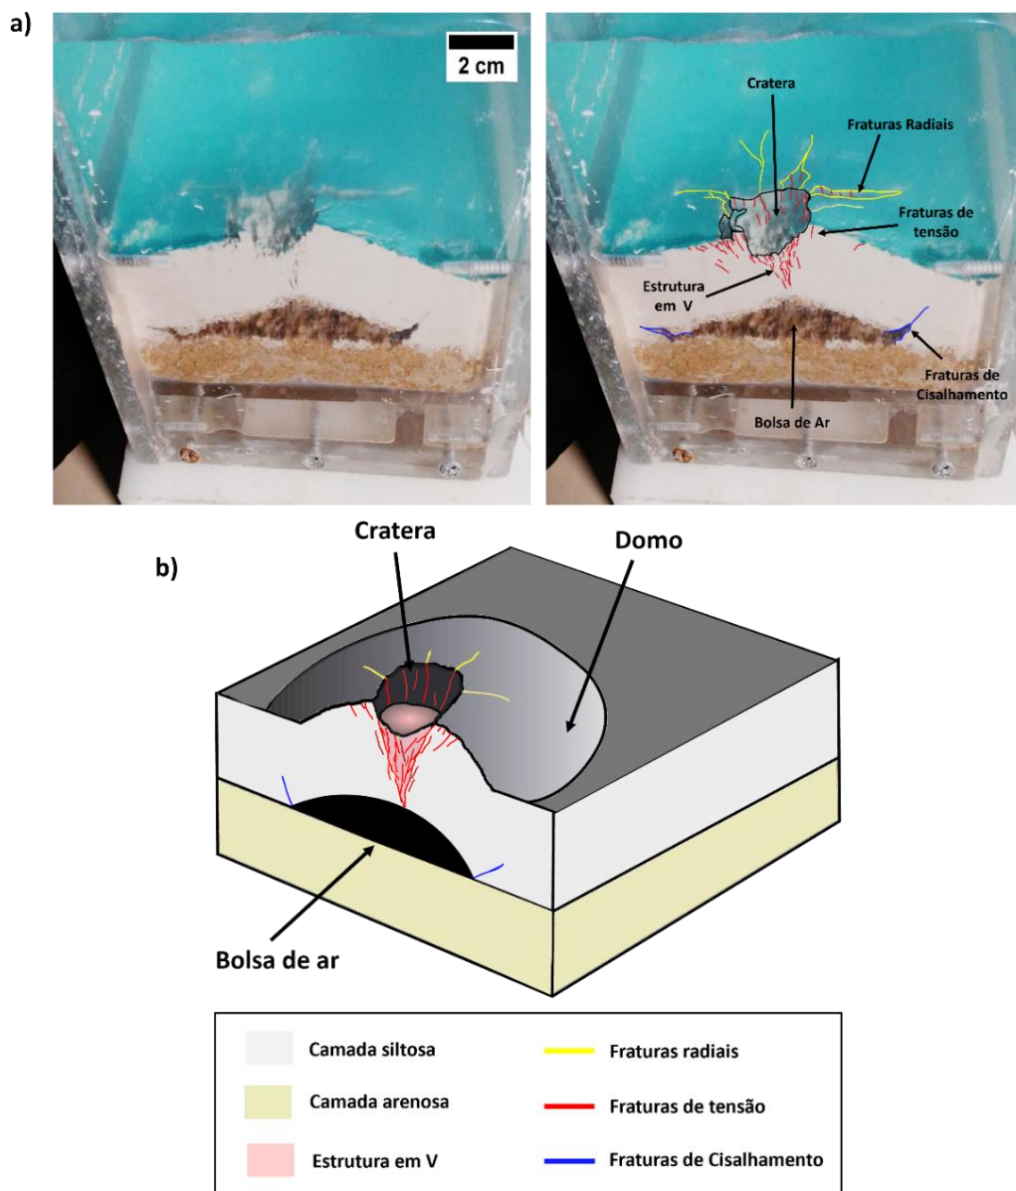 a)
2 cm
Cratera
Fraturas Radiais
Fraturas de
tensão
Estrutura
em V
Fraturas de
Cisalhamento
Bolsa de Ar
b)
Cratera
Domo
Bolsa de ar
Camada siltosa
Fraturas radiais
Camada arenosa
Fraturas de tensão
Estrutura em V
Fraturas de Cisalhamento